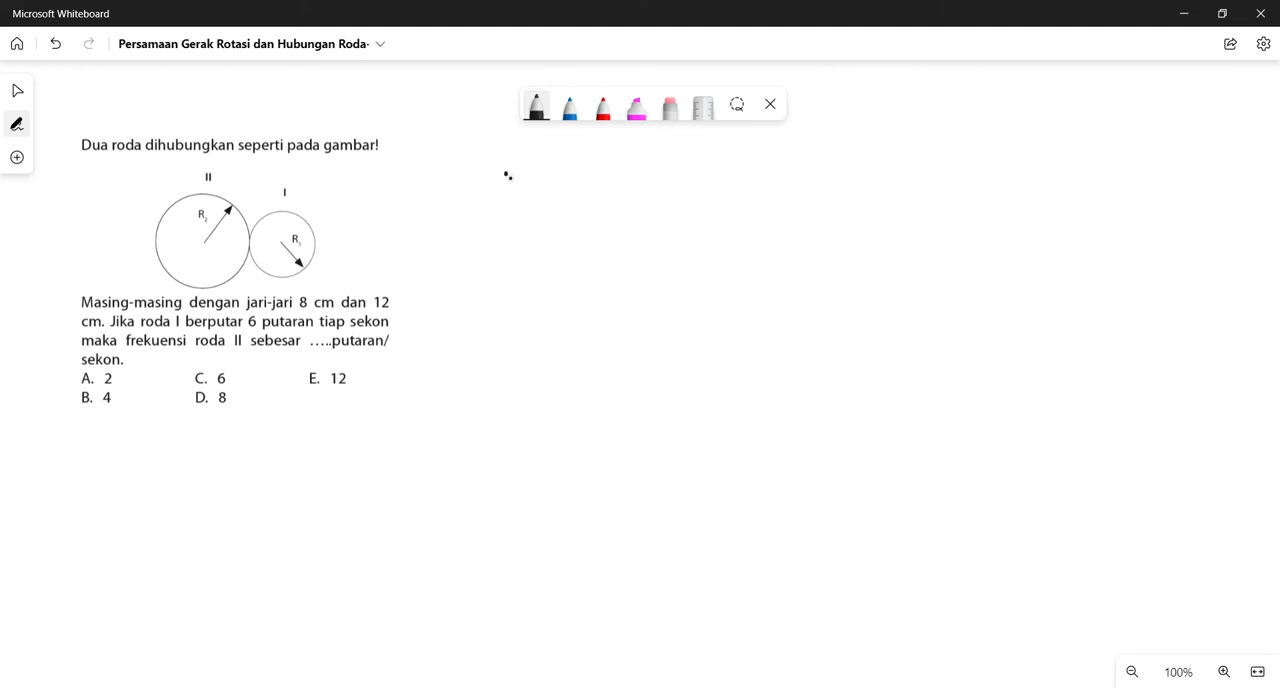 Microsoft Whiteboard
Persamaan Gerak Rotasi dan Hubungan Roda-
Dua roda dihubungkan seperti pada gambar!
II
I
R2
R1
Masing-masing dengan jari-jari 8 cm dan 12
cm. Jika roda I berputar 6 putaran tiap sekon
maka frekuensi roda II sebesar .....putaran/
sekon.
A. 2 C. 6 E. 12
B. 4 D. 8
100%